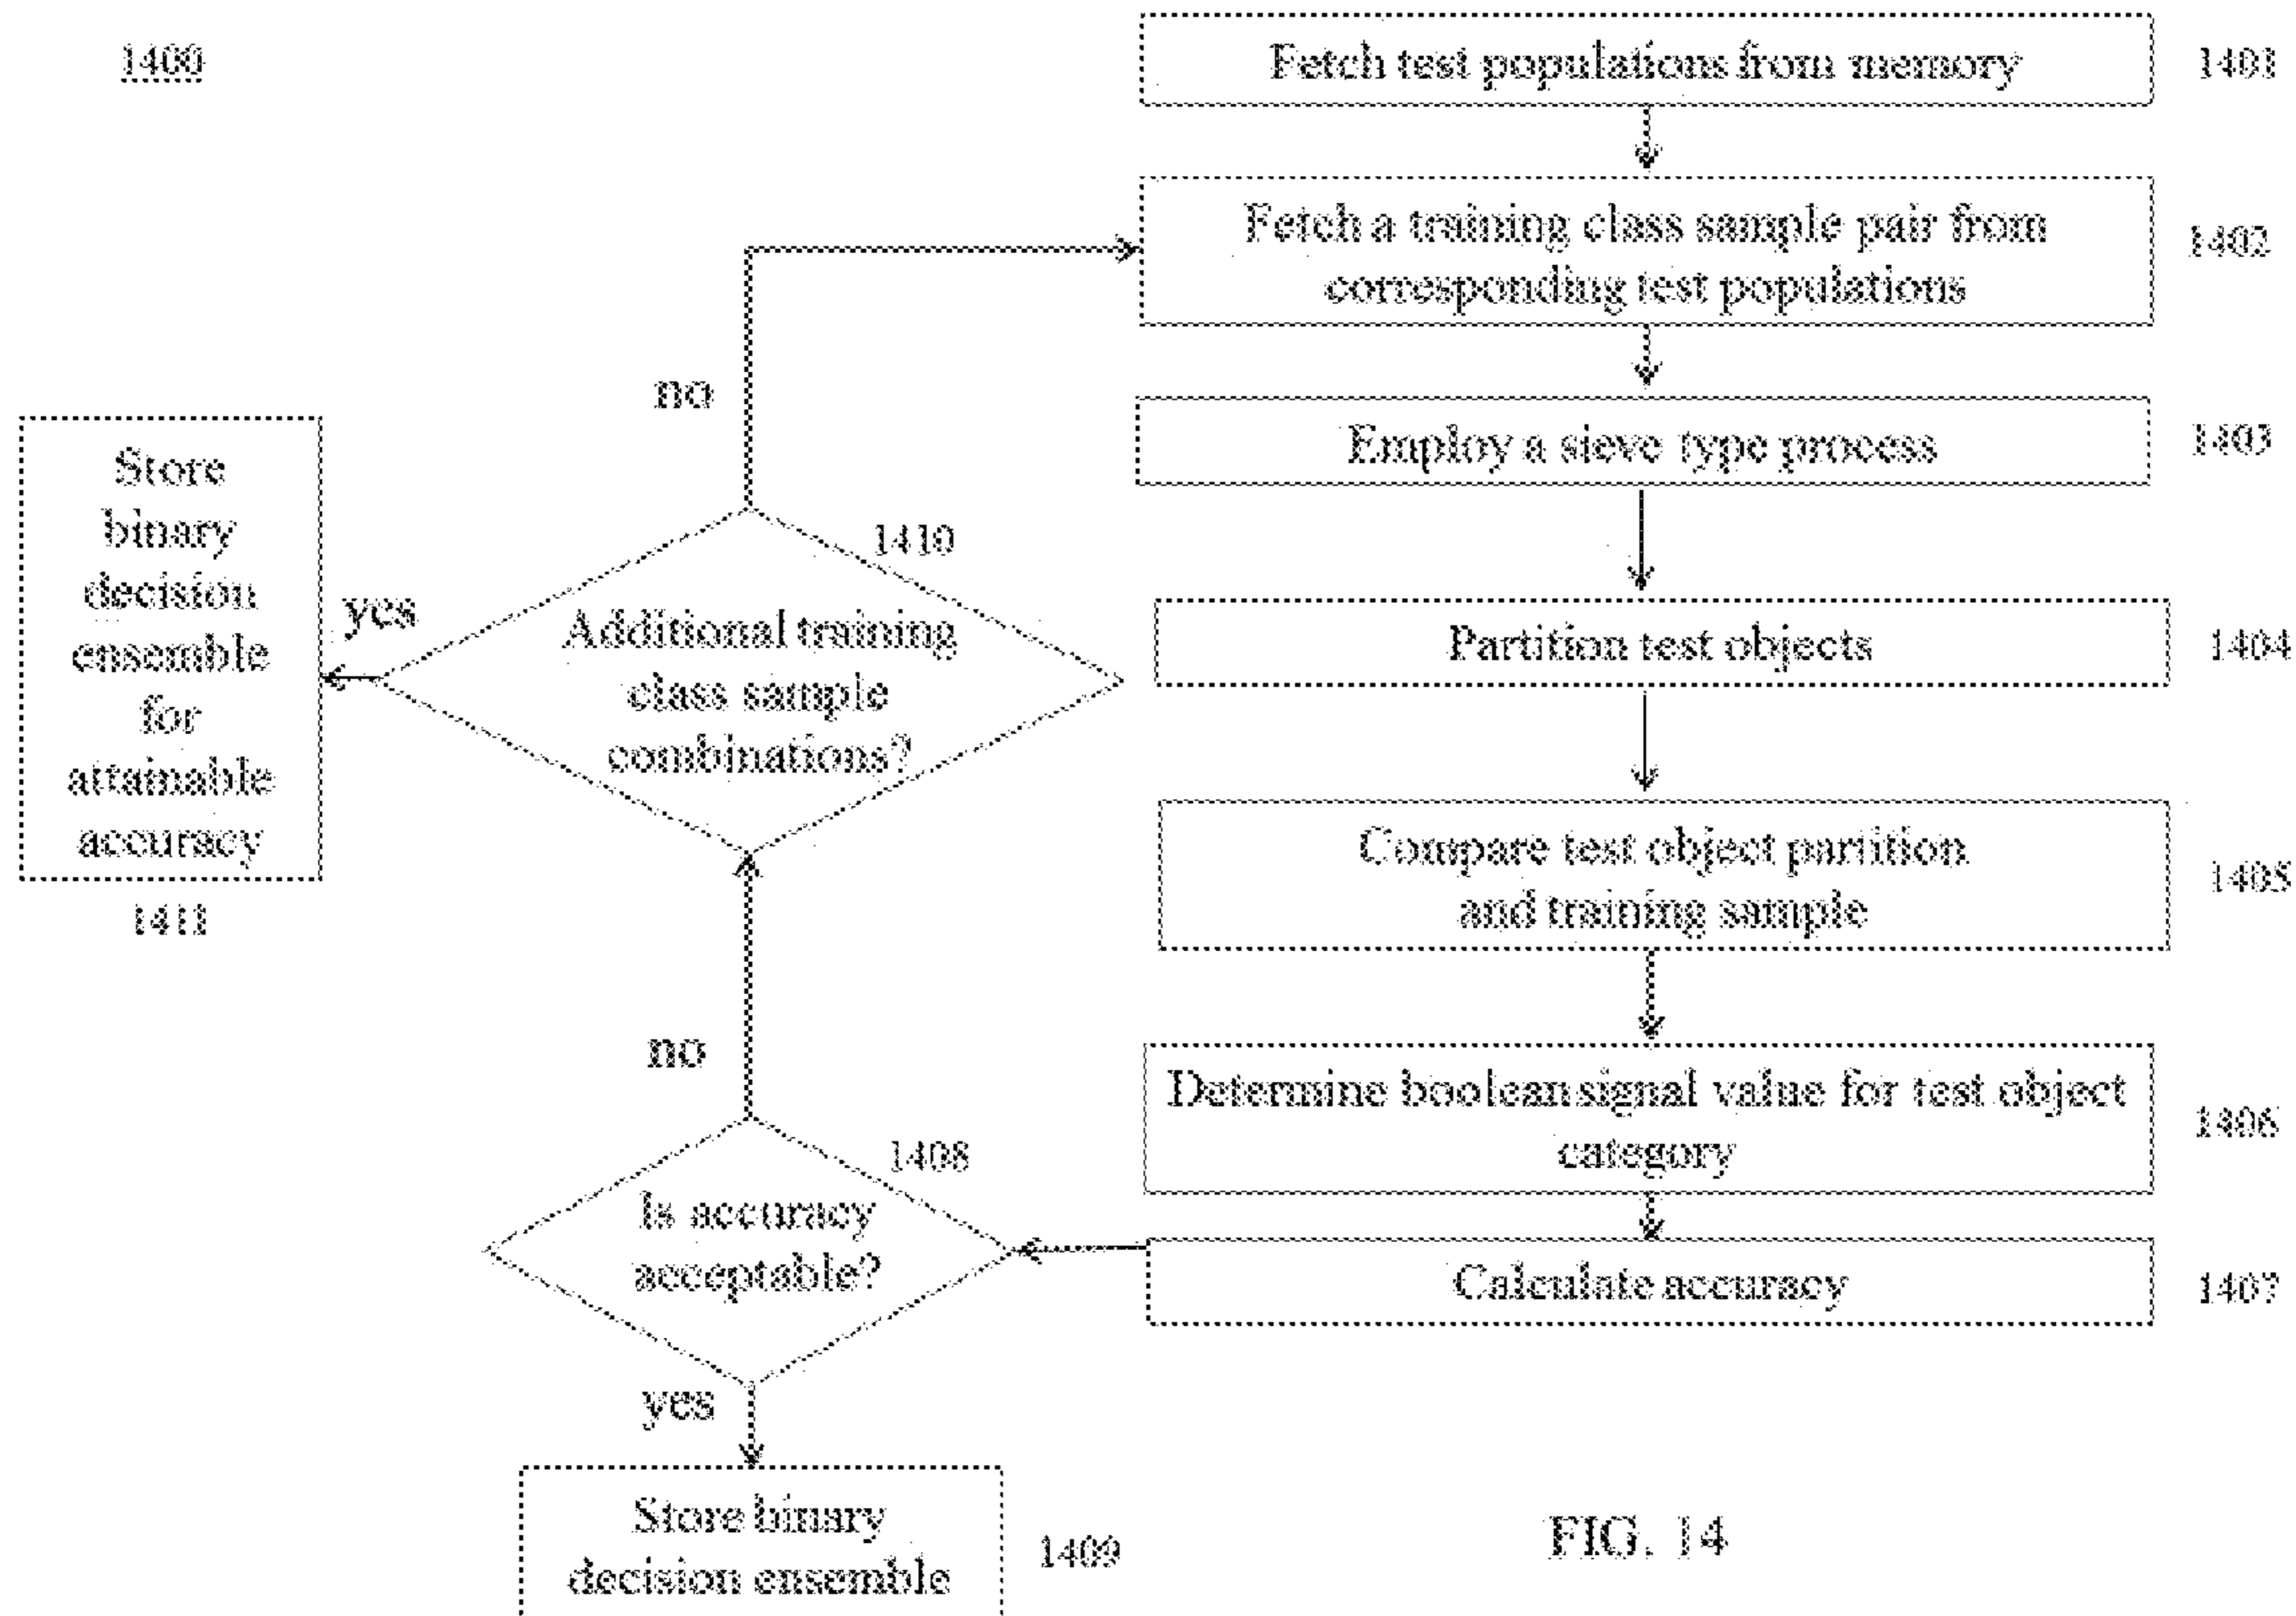 1400
Fetch test populations from memory
1401
Fetch a training class sample pair from
corresponding test populations
1402
Employ a sieve type process
1403
Partition test objects
1404
Compare test object partition
and training sample
1405
Determine boolean signal value for test object
category
1406
Calculate accuracy
1407
1408
Is accuracy
acceptable?
no
yes
Store binary
decision ensemble
1409
1410
Additional training
class sample
combinations?
no
yes
Store
binary
decision
ensemble
for
attainable
accuracy
1411
FIG. 14